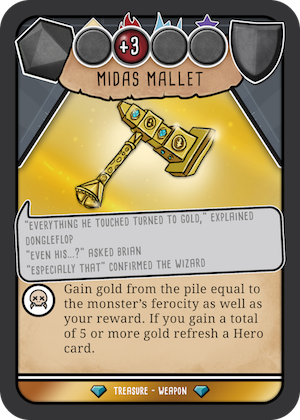 +3
MIDAS MALLET
"EVERYTHING HE TOUCHED TURNED TO GOLD," EXPLAINED
DONGLEFLOP
"EVEN HIS...?" ASKED BRIAN
"ESPECIALLY THAT" CONFIRMED THE WIZARD
Gain gold from the pile equal to
the monster's ferocity as well as
your reward. If you gain a total
of 5 or more gold refresh a Hero
card.
TREASURE - WEAPON